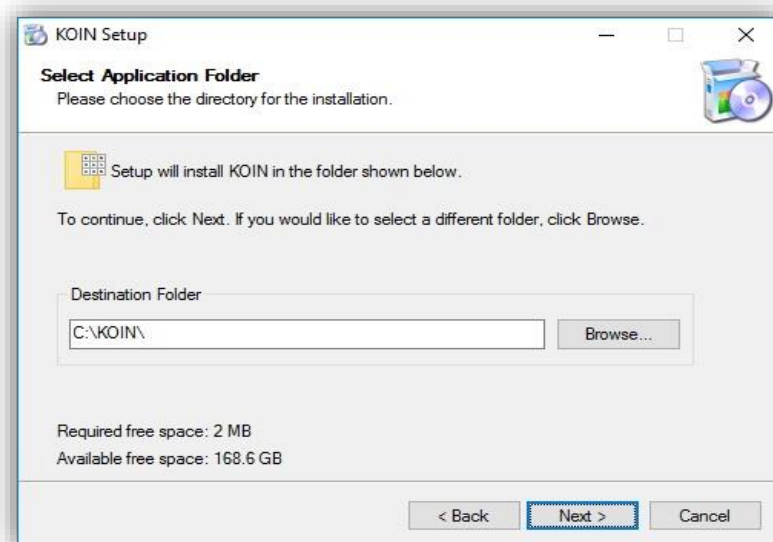 KOIN Setup
Select Application Folder
Please choose the directory for the installation.
Setup will install KOIN in the folder shown below.
To continue, click Next. If you would like to select a different folder, click Browse.
Destination Folder
C:\KOIN\
Browse...
Required free space: 2 MB
Available free space: 168.6 GB
< Back
Next >
Cancel